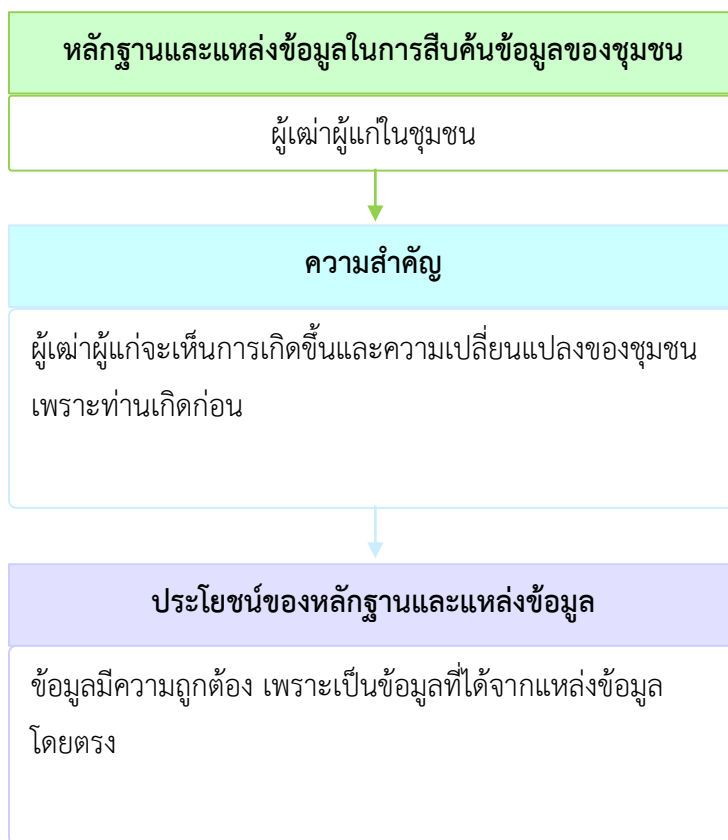 หลักฐานและแหล่งข้อมูลในการสืบค้นข้อมูลของชุมชน
ผู้เฒ่าผู้แก่ในชุมชน
ความสำคัญ
ผู้เฒ่าผู้แก่จะเห็นการเกิดขึ้นและความเปลี่ยนแปลงของชุมชน
เพราะท่านเกิดก่อน
ประโยชน์ของหลักฐานและแหล่งข้อมูล
ข้อมูลมีความถูกต้อง เพราะเป็นข้อมูลที่ได้จากแหล่งข้อมูล
โดยตรง